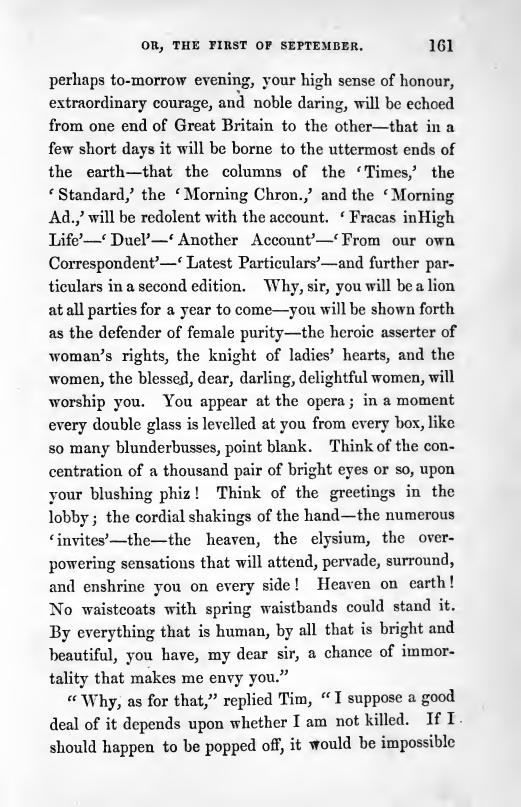 OR, THE FIRST OF SEPTEMBER. 161
perhaps to-morrow evening, your high sense of honour,
extraordinary courage, and noble daring, will be echoed
from one end of Great Britain to the other—that in a
few short days it will be borne to the uttermost ends of
the earth—that the columns of the ‘Times,’ the
‘Standard,’ the ‘Morning Chron.,’ and the ‘Morning
Ad.,’ will be redolent with the account. ‘Fracas inHigh
Life’—‘Duel’—‘Another Account’—‘From our own
Correspondent’—‘Latest Particulars’—and further par-
ticulars in a second edition. Why, sir, you will be a lion
at all parties for a year to come—you will be shown forth
as the defender of female purity—the heroic asserter of
woman's rights, the knight of ladies' hearts, and the
women, the blessed, dear, darling, delightful women, will
worship you. You appear at the opera; in a moment
every double glass is levelled at you from every box, like
so many blunderbusses, point blank. Think of the con-
centration of a thousand pair of bright eyes or so, upon
your blushing phiz! Think of the greetings in the
lobby; the cordial shakings of the hand—the numerous
‘invites’—the—the heaven, the elysium, the over-
powering sensations that will attend, pervade, surround,
and enshrine you on every side! Heaven on earth!
No waistcoats with spring waistbands could stand it.
By everything that is human, by all that is bright and
beautiful, you have, my dear sir, a chance of immor-
tality that makes me envy you.”
“Why, as for that,” replied Tim, “I suppose a good
deal of it depends upon whether I am not killed. If I
should happen to be popped off, it would be impossible